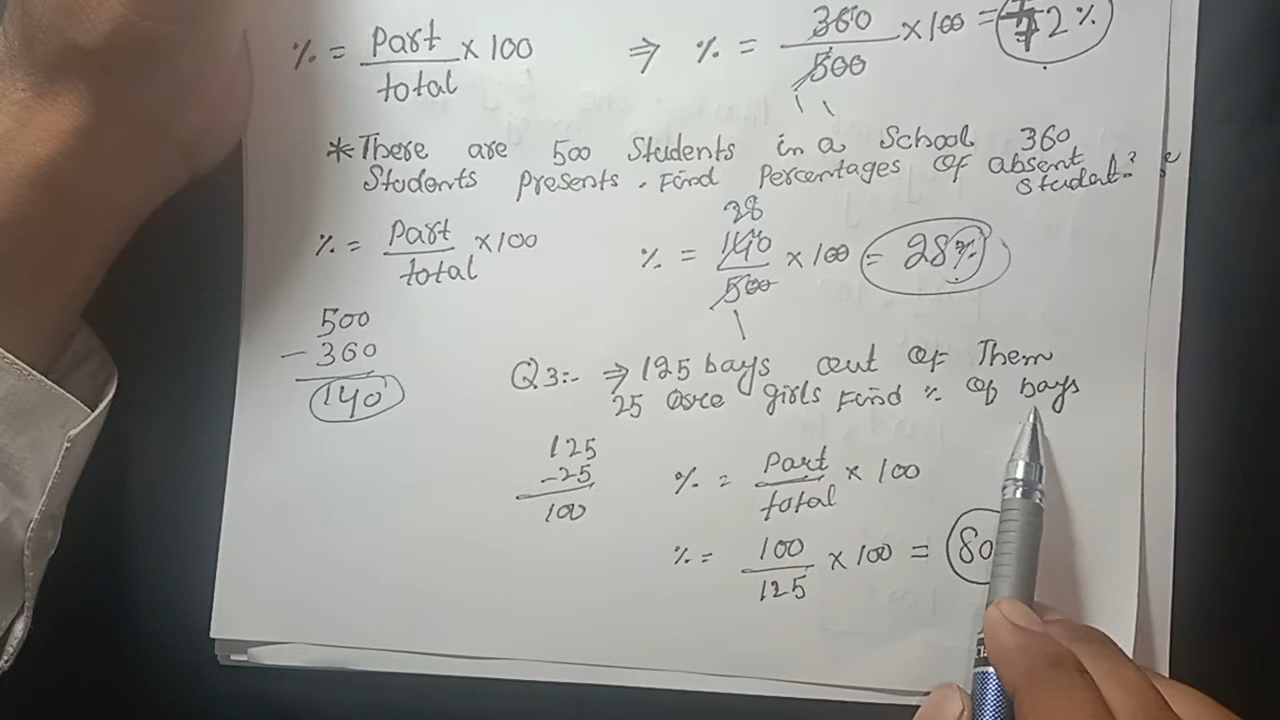 % = Part/total × 100 ⇒ % = 360/500 × 100 = 72%
*There are 500 Students in a School 360
Students Presents. Find Percentages Of absent
Student?
% = Part/total × 100 % = 140/500 × 100 = 28%
28
500
- 360
140
Q3:- ⇒ 125 bays out of Them
25 are girls Find % Of bays
125
-25
100
% = Part/total × 100
% = 100/125 × 100 = 80